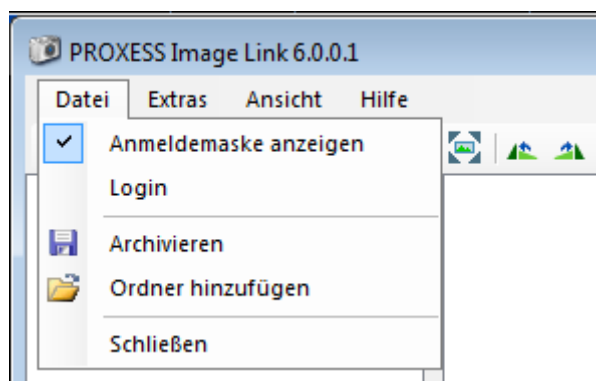 PROXESS Image Link 6.0.0.1
Datei Extras Ansicht Hilfe
Anmeldemaske anzeigen
Login
Archivieren
Ordner hinzufügen
Schließen